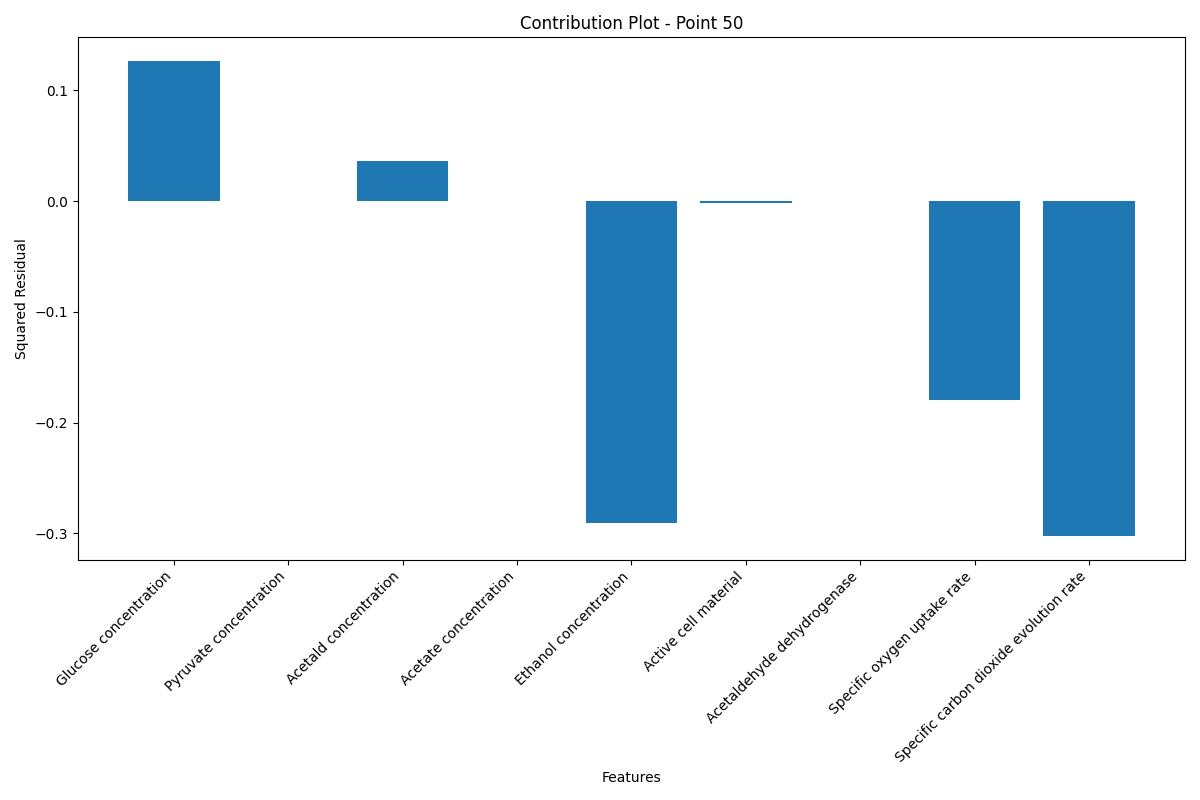 Contribution Plot - Point 50
Squared Residual
0.1
0.0
−0.1
−0.2
−0.3
Glucose concentration
Pyruvate concentration
Acetald concentration
Acetate concentration
Ethanol concentration
Active cell material
Acetaldehyde dehydrogenase
Specific oxygen uptake rate
Specific carbon dioxide evolution rate
Features